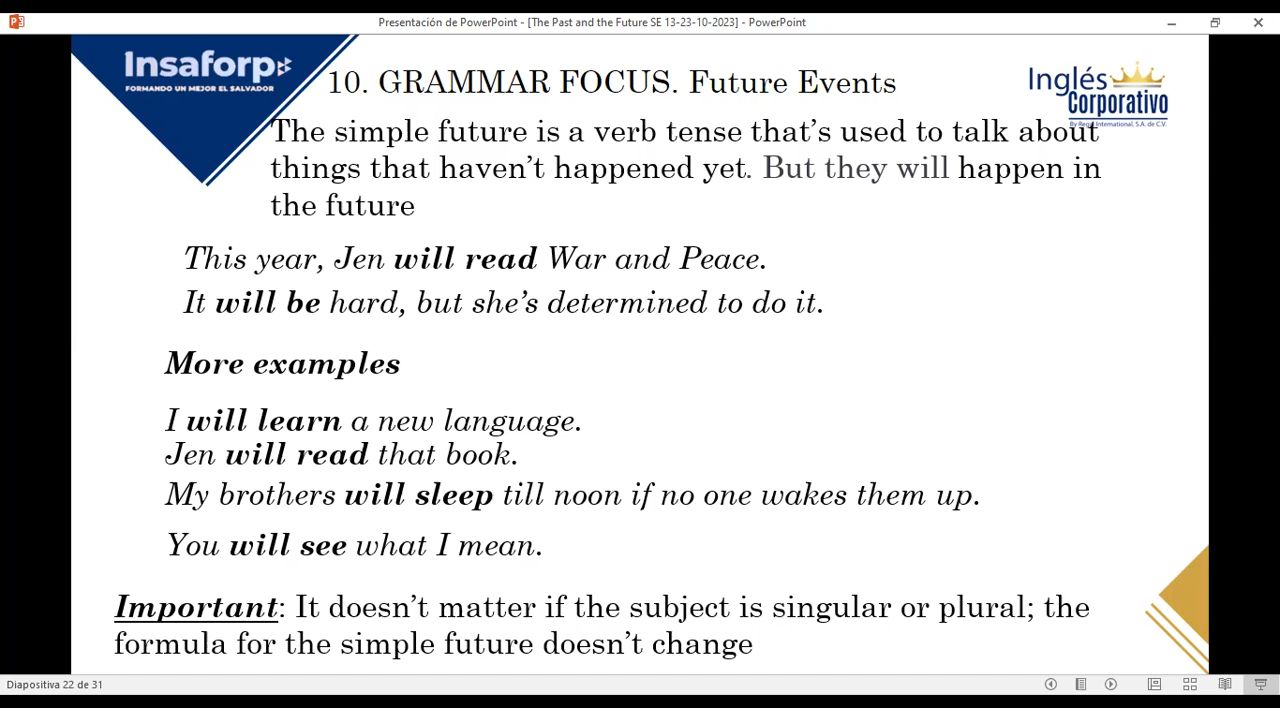 Presentación de PowerPoint - [The Past and the Future SE 13-23-10-2023] - PowerPoint
Insaforp
FORMANDO UN MEJOR EL SALVADOR
10. GRAMMAR FOCUS. Future Events
Inglés
Corporativo
By Regal International, S.A. de C.V.
The simple future is a verb tense that's used to talk about
things that haven't happened yet. But they will happen in
the future
This year, Jen will read War and Peace.
It will be hard, but she's determined to do it.
More examples
I will learn a new language.
Jen will read that book.
My brothers will sleep till noon if no one wakes them up.
You will see what I mean.
Important: It doesn't matter if the subject is singular or plural; the
formula for the simple future doesn't change
Diapositiva 22 de 31